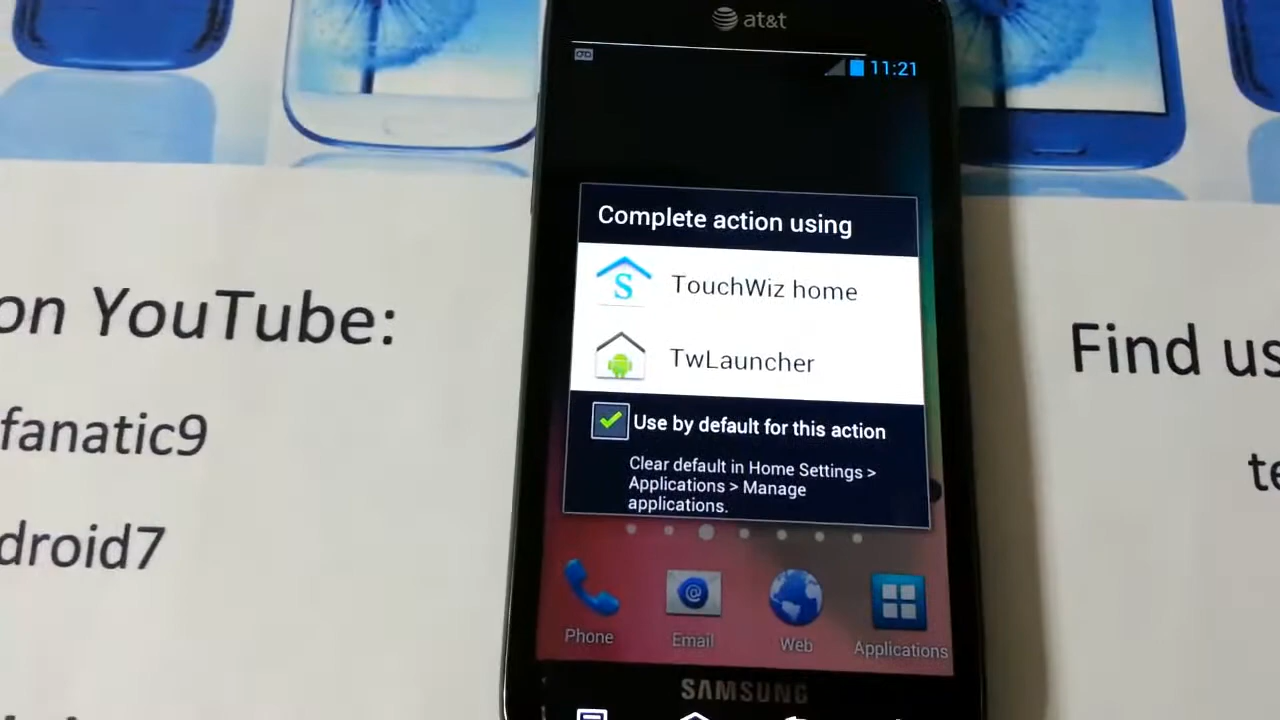 at&t
11:21
Complete action using
S
TouchWiz home
TwLauncher
Use by default for this action
Clear default in Home Settings >
Applications > Manage
applications.
@
Phone
Email
Web
Applications
SAMSUNG
on YouTube:
fanatic9
droid7
Find us
te